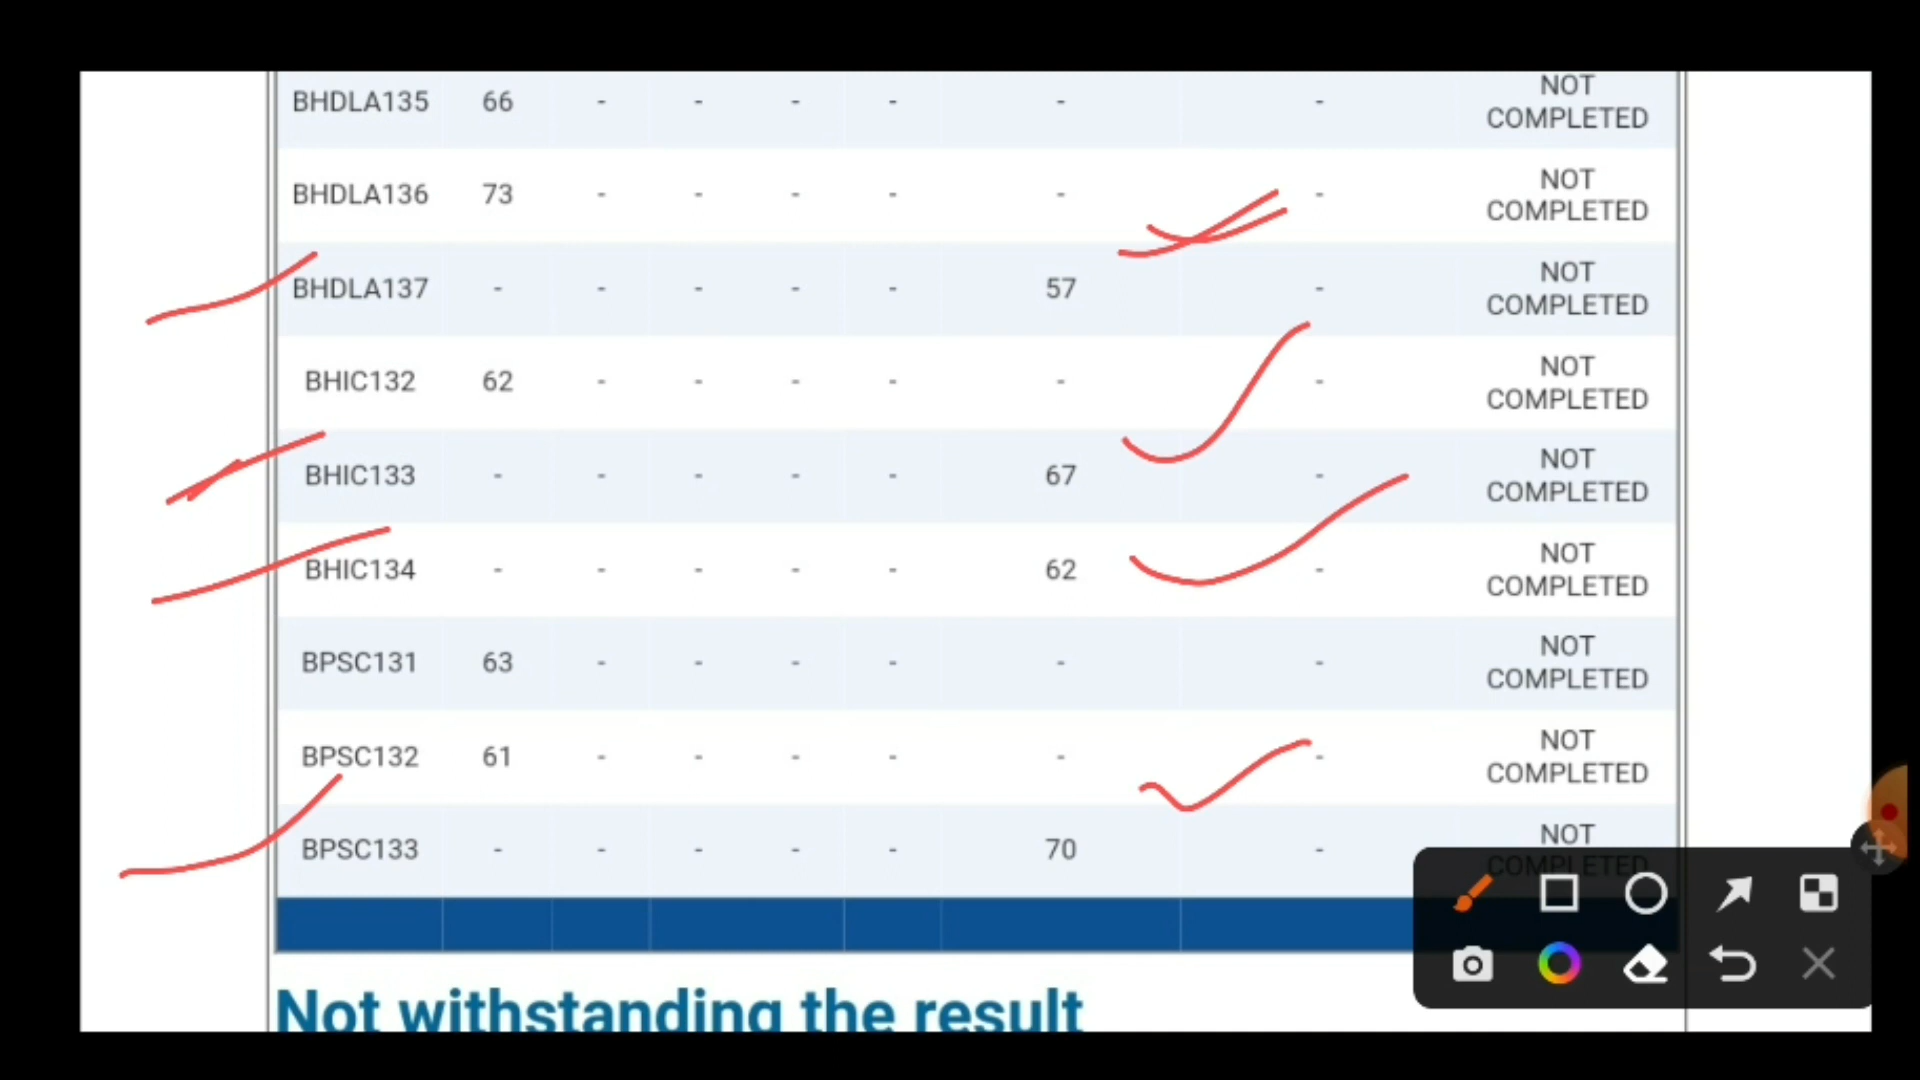 BHDLA135 66 - - - - - - NOT COMPLETED
BHDLA136 73 - - - - - - NOT COMPLETED
BHDLA137 - - - - - 57 - NOT COMPLETED
BHIC132 62 - - - - - - NOT COMPLETED
BHIC133 - - - - - 67 - NOT COMPLETED
BHIC134 - - - - - 62 - NOT COMPLETED
BPSC131 63 - - - - - - NOT COMPLETED
BPSC132 61 - - - - - - NOT COMPLETED
BPSC133 - - - - - 70 - NOT COMPLETED
Not withstanding the result